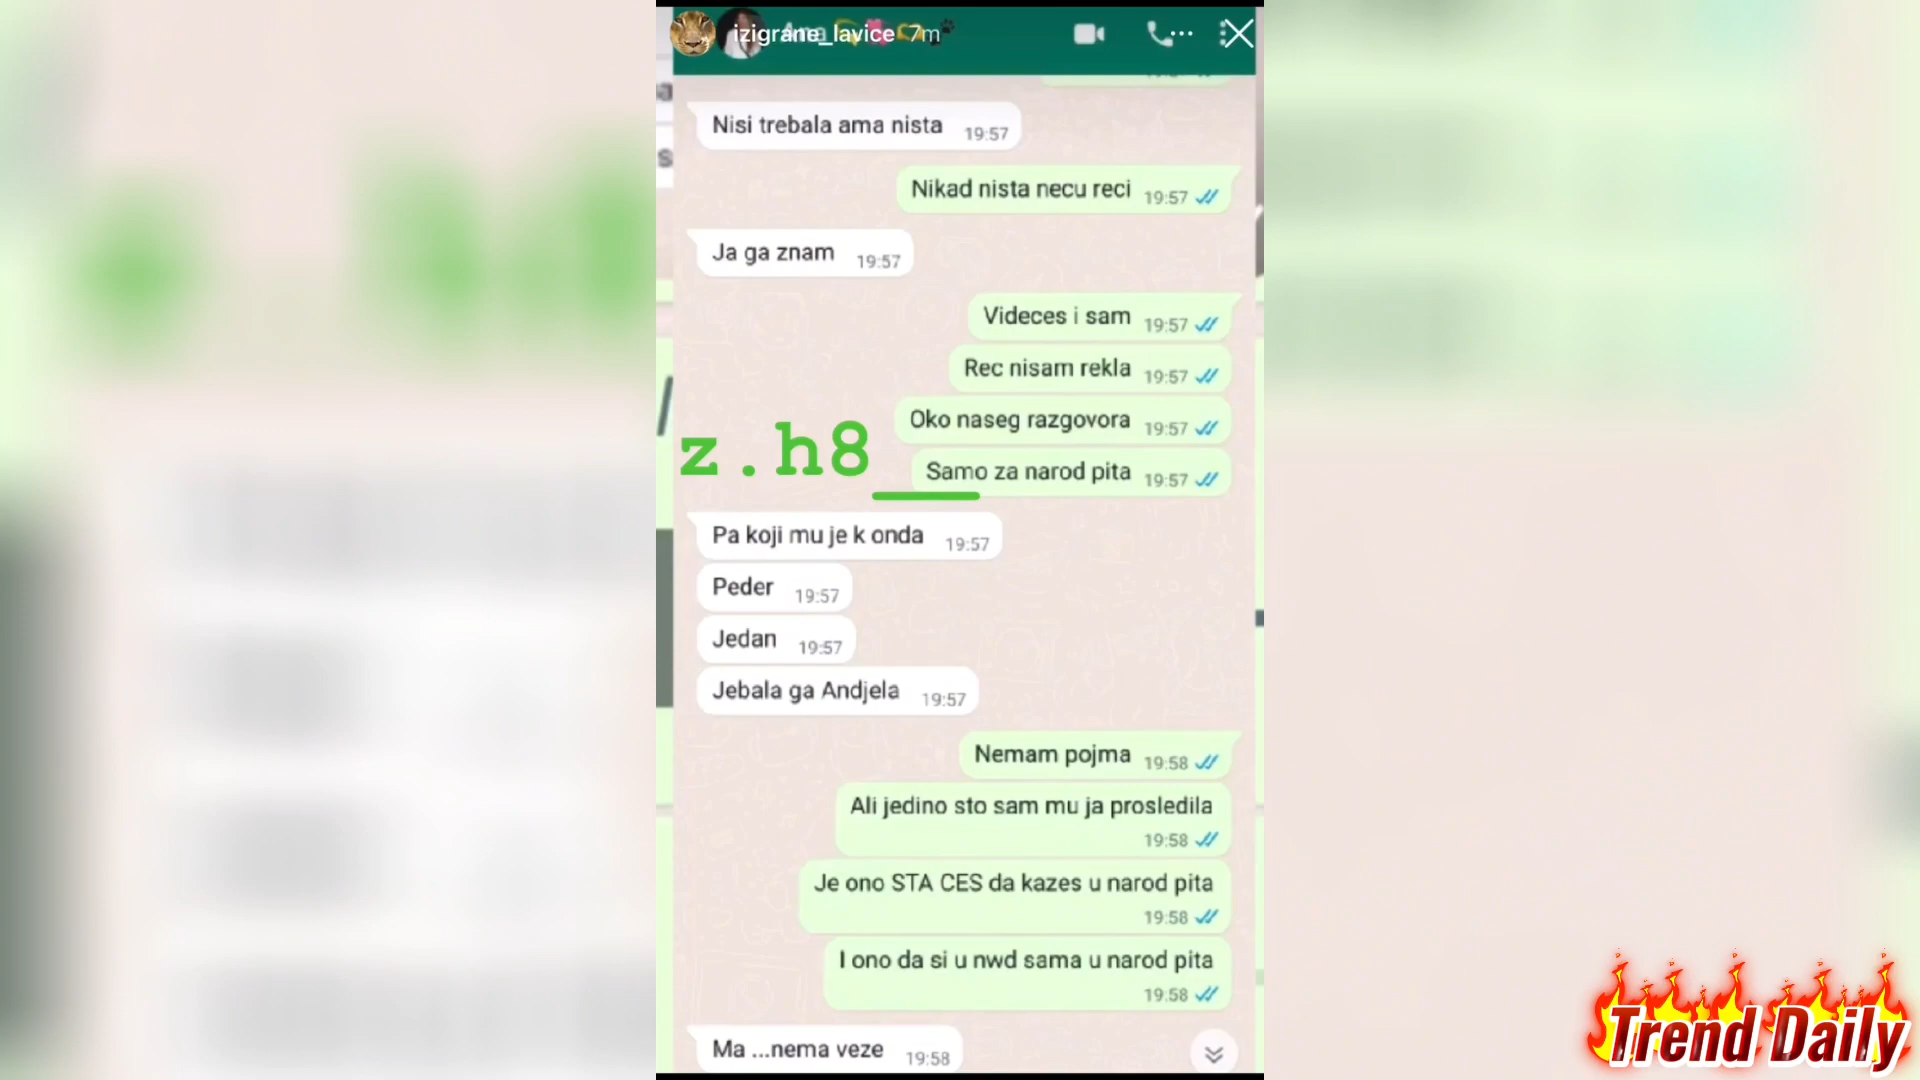 izigrane_lavice 7m
Nisi trebala ama nista 19:57
Nikad nista necu reci 19:57
Ja ga znam 19:57
Videces i sam 19:57
Rec nisam rekla 19:57
Oko naseg razgovora 19:57
z.h8_
Samo za narod pita 19:57
Pa koji mu je k onda 19:57
Peder 19:57
Jedan 19:57
Jebala ga Andjela 19:57
Nemam pojma 19:58
Ali jedino sto sam mu ja prosledila
19:58
Je ono STA CES da kazes u narod pita
19:58
I ono da si u nwd sama u narod pita
19:58
Ma ...nema veze 19:58
Trend Daily